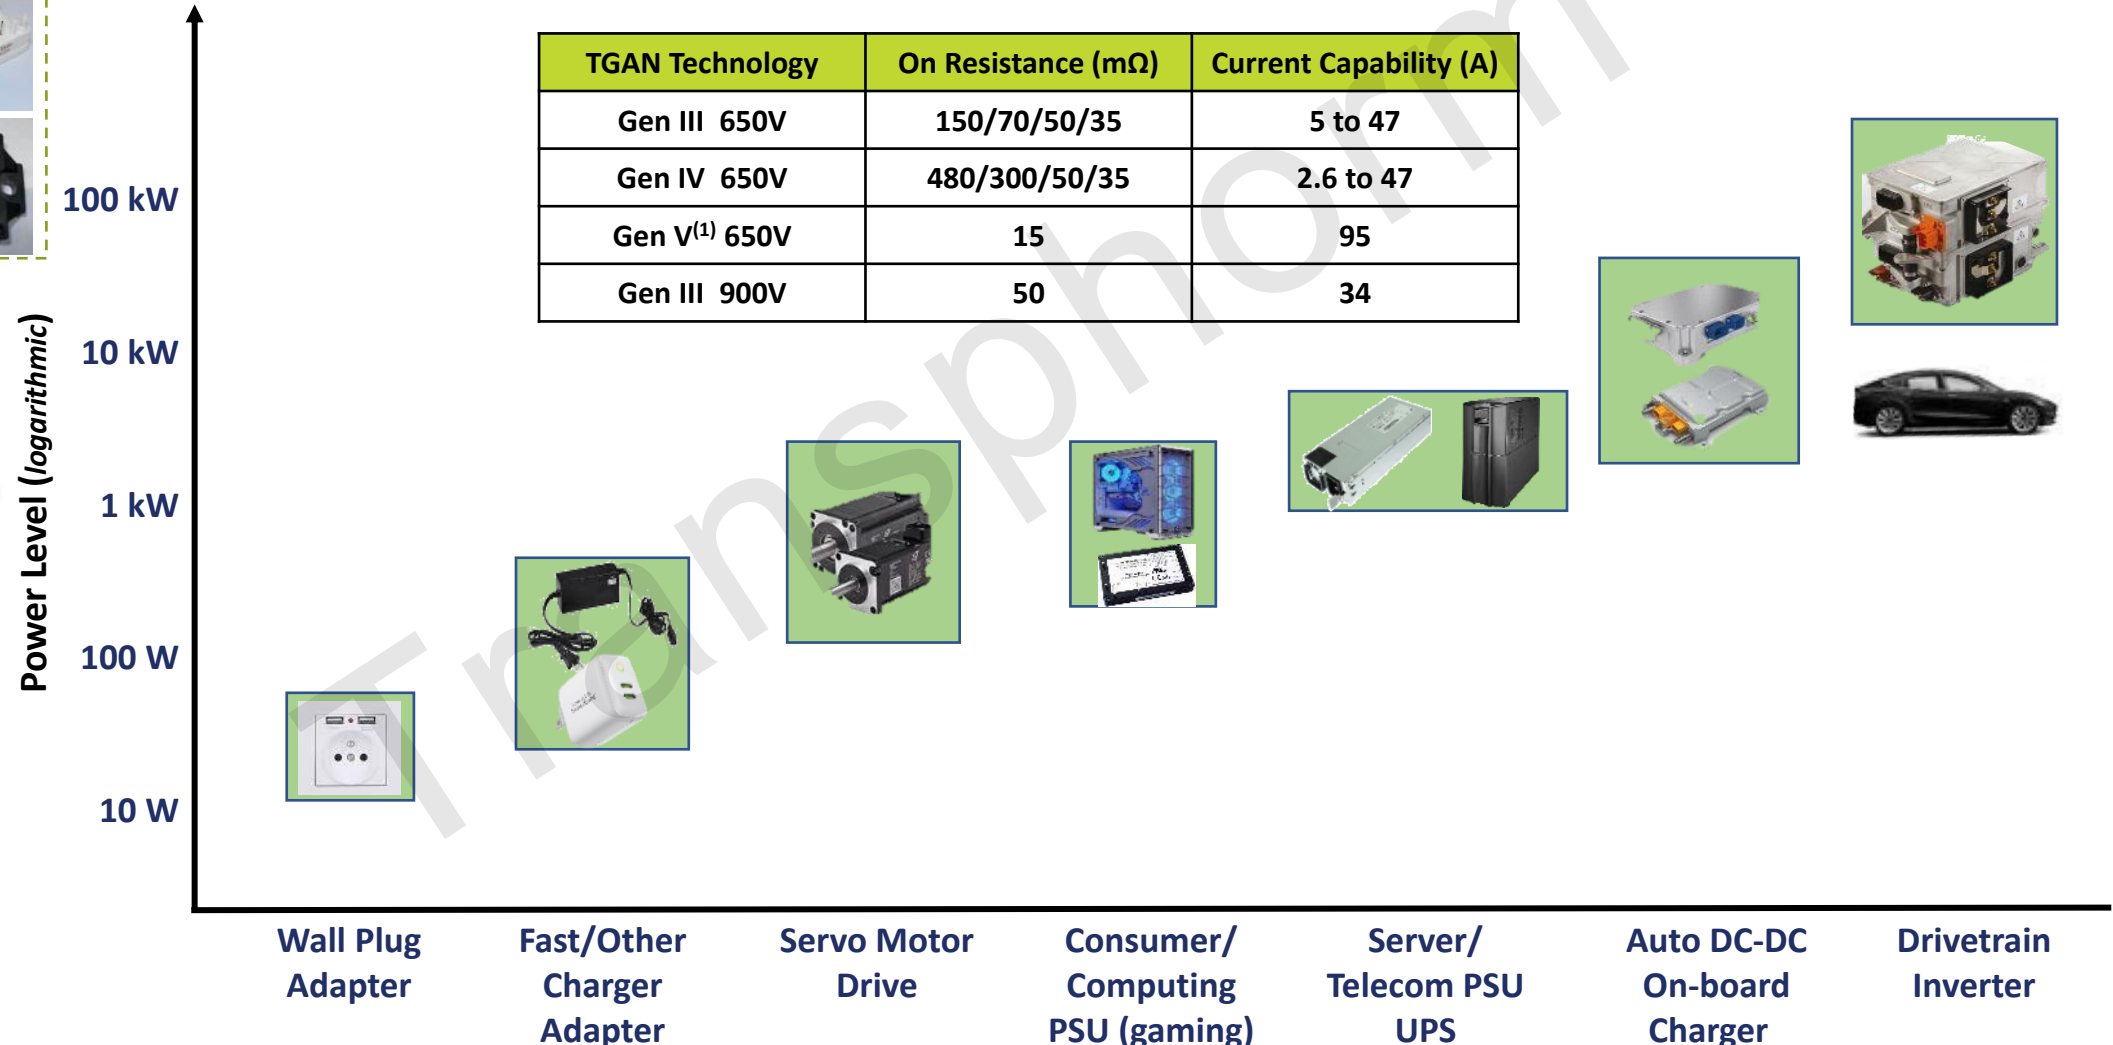 TGAN Technology On Resistance (mΩ) Current Capability (A)
Gen III 650V 150/70/50/35 5 to 47
Gen IV 650V 480/300/50/35 2.6 to 47
Gen V(1) 650V 15 95
Gen III 900V 50 34
Power Level (logarithmic)
100 kW
10 kW
1 kW
100 W
10 W
Transphorm
Wall Plug
Adapter
Fast/Other
Charger
Adapter
Servo Motor
Drive
Consumer/
Computing
PSU (gaming)
Server/
Telecom PSU
UPS
Auto DC-DC
On-board
Charger
Drivetrain
Inverter